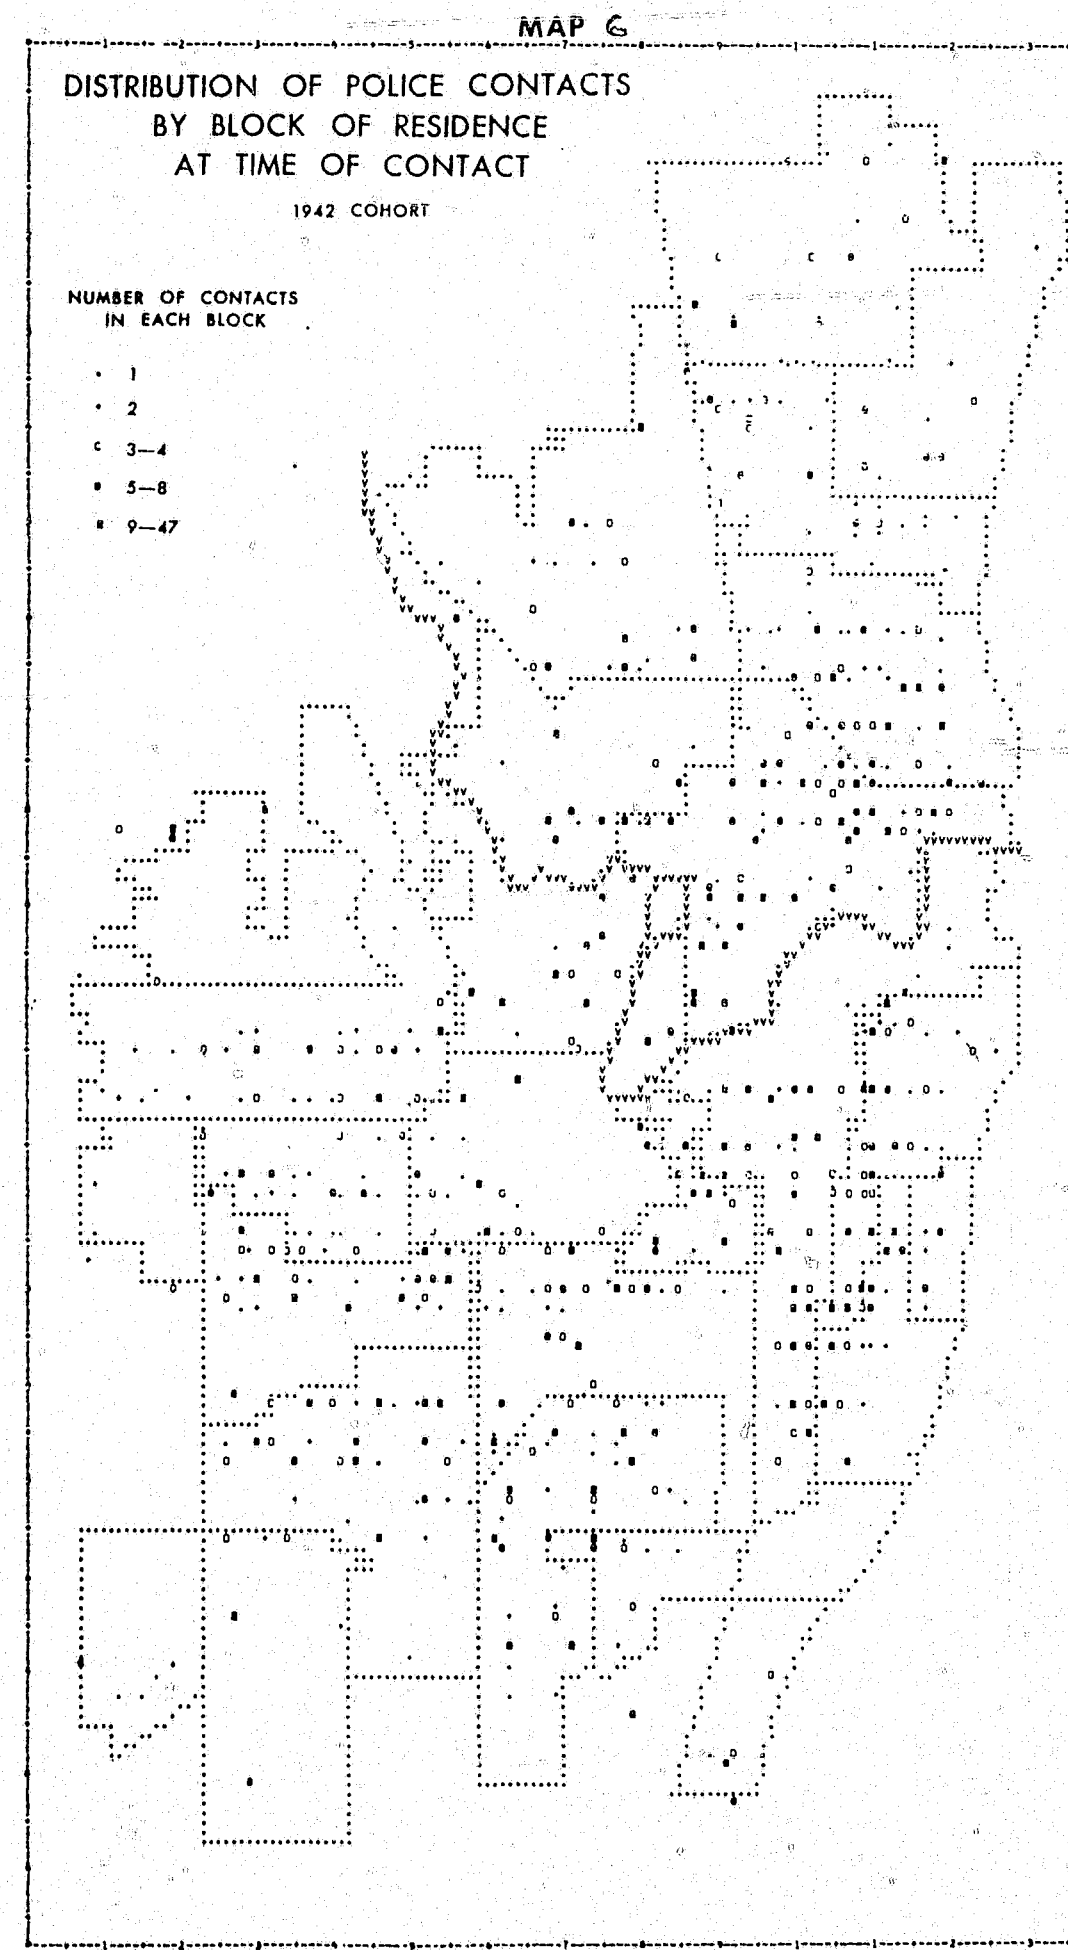 MAP 6
DISTRIBUTION OF POLICE CONTACTS
BY BLOCK OF RESIDENCE
AT TIME OF CONTACT
1942 COHORT
NUMBER OF CONTACTS
IN EACH BLOCK
1
2
3—4
5—8
9—47